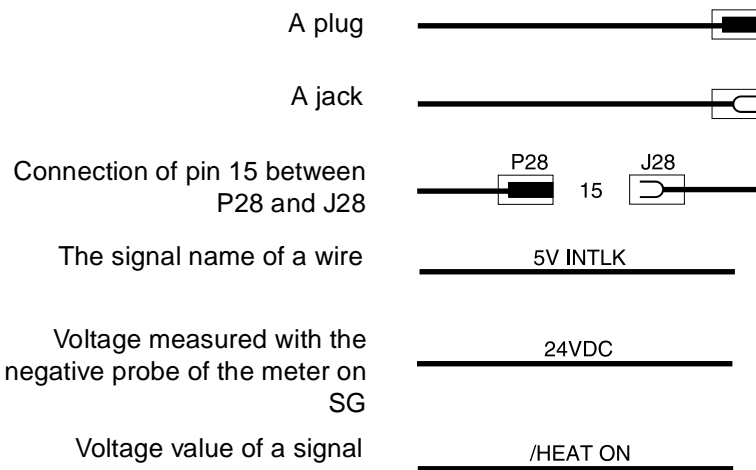 A plug
A jack
Connection of pin 15 between
P28 and J28
P28
15
J28
The signal name of a wire
5V INTLK
Voltage measured with the
negative probe of the meter on
SG
24VDC
Voltage value of a signal
/HEAT ON